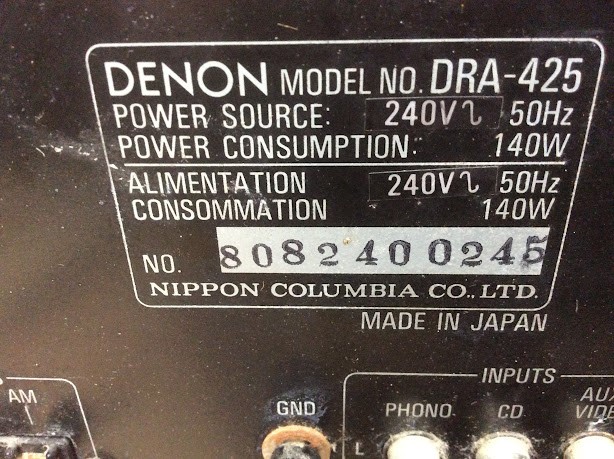 DENON MODEL NO. DRA-425
POWER SOURCE: 240V∿ 50Hz
POWER CONSUMPTION: 140W
ALIMENTATION 240V∿ 50Hz
CONSOMMATION 140W
NO. 8082400245
NIPPON COLUMBIA CO., LTD.
MADE IN JAPAN
INPUTS
AM GND PHONO CD AUX
L